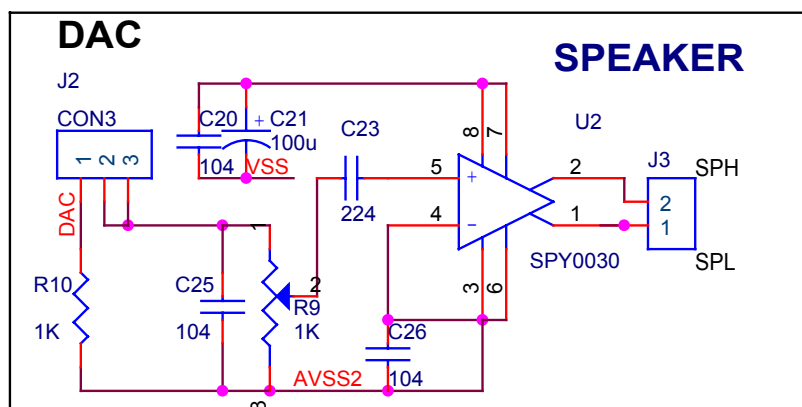 DAC
SPEAKER
J2
CON3
1 2 3
DAC
R10
1K
C20
104
+ C21
100u
VSS
C23
224
C25
104
1
2
R9
1K
3
AVSS2
C26
104
5
4
+
-
8
7
3
6
U2
SPY0030
2
1
J3
2
1
SPH
SPL